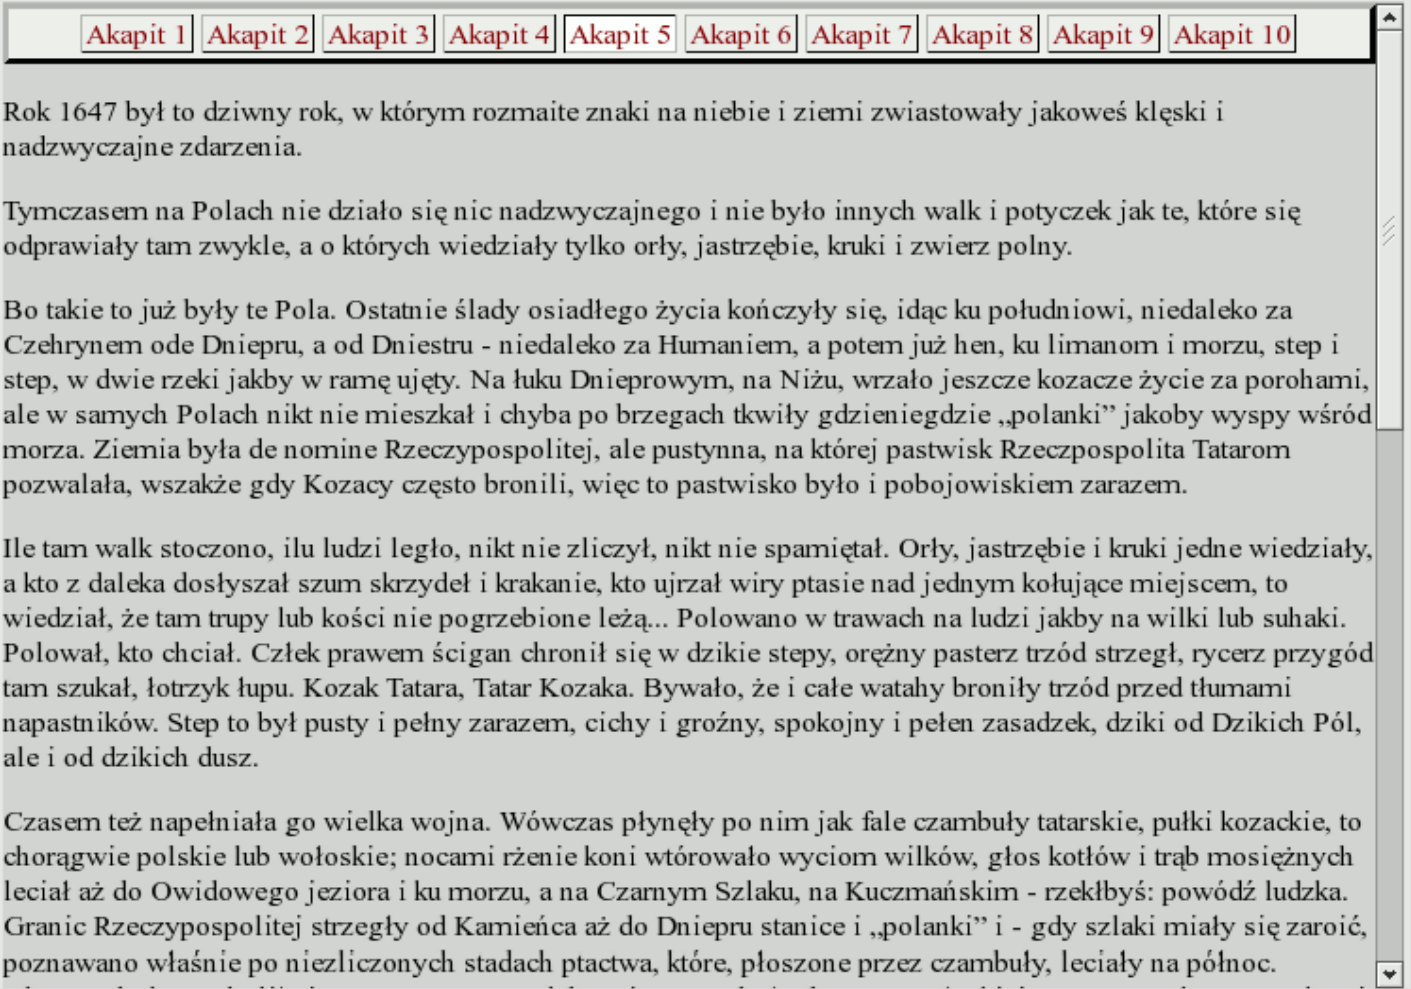 Akapit 1 Akapit 2 Akapit 3 Akapit 4 Akapit 5 Akapit 6 Akapit 7 Akapit 8 Akapit 9 Akapit 10
Rok 1647 był to dziwny rok, w którym rozmaite znaki na niebie i ziemi zwiastowały jakoweś klęski i
nadzwyczajne zdarzenia.
Tymczasem na Polach nie działo się nic nadzwyczajnego i nie było innych walk i potyczek jak te, które się
odprawiały tam zwykle, a o których wiedziały tylko orły, jastrzębie, kruki i zwierz polny.
Bo takie to już były te Pola. Ostatnie ślady osiadłego życia kończyły się, idąc ku południowi, niedaleko za
Czehrynem ode Dniepru, a od Dniestru - niedaleko za Humaniem, a potem już hen, ku limanom i morzu, step i
step, w dwie rzeki jakby w ramę ujęty. Na łuku Dnieprowym, na Niżu, wrzało jeszcze kozacze życie za porohami,
ale w samych Polach nikt nie mieszkał i chyba po brzegach tkwiły gdzieniegdzie „polanki” jakoby wyspy wśród
morza. Ziemia była de nomine Rzeczypospolitej, ale pustynna, na której pastwisk Rzeczpospolita Tatarom
pozwalała, wszakże gdy Kozacy często bronili, więc to pastwisko było i pobojowiskiem zarazem.
Ile tam walk stoczono, ilu ludzi legło, nikt nie zliczył, nikt nie spamiętał. Orły, jastrzębie i kruki jedne wiedziały,
a kto z daleka dosłyszał szum skrzydeł i krakanie, kto ujrzał wiry ptasie nad jednym kołujące miejscem, to
wiedział, że tam trupy lub kości nie pogrzebione leżą... Polowano w trawach na ludzi jakby na wilki lub suhaki.
Polował, kto chciał. Człek prawem ścigan chronił się w dzikie stepy, orężny pasterz trzód strzegł, rycerz przygód
tam szukał, łotrzyk łupu. Kozak Tatara, Tatar Kozaka. Bywało, że i całe watahy broniły trzód przed tłumami
napastników. Step to był pusty i pełny zarazem, cichy i groźny, spokojny i pełen zasadzek, dziki od Dzikich Pól,
ale i od dzikich dusz.
Czasem też napełniała go wielka wojna. Wówczas płynęły po nim jak fale czambuły tatarskie, pułki kozackie, to
chorągwie polskie lub wołoskie; nocami rżenie koni wtórowało wyciom wilków, głos kotłów i trąb mosiężnych
leciał aż do Owidowego jeziora i ku morzu, a na Czarnym Szlaku, na Kuczmańskim - rzekłbyś: powódź ludzka.
Granic Rzeczypospolitej strzegły od Kamieńca aż do Dniepru stanice i „polanki” i - gdy szlaki miały się zaroić,
poznawano właśnie po niezliczonych stadach ptactwa, które, płoszone przez czambuły, leciały na północ.